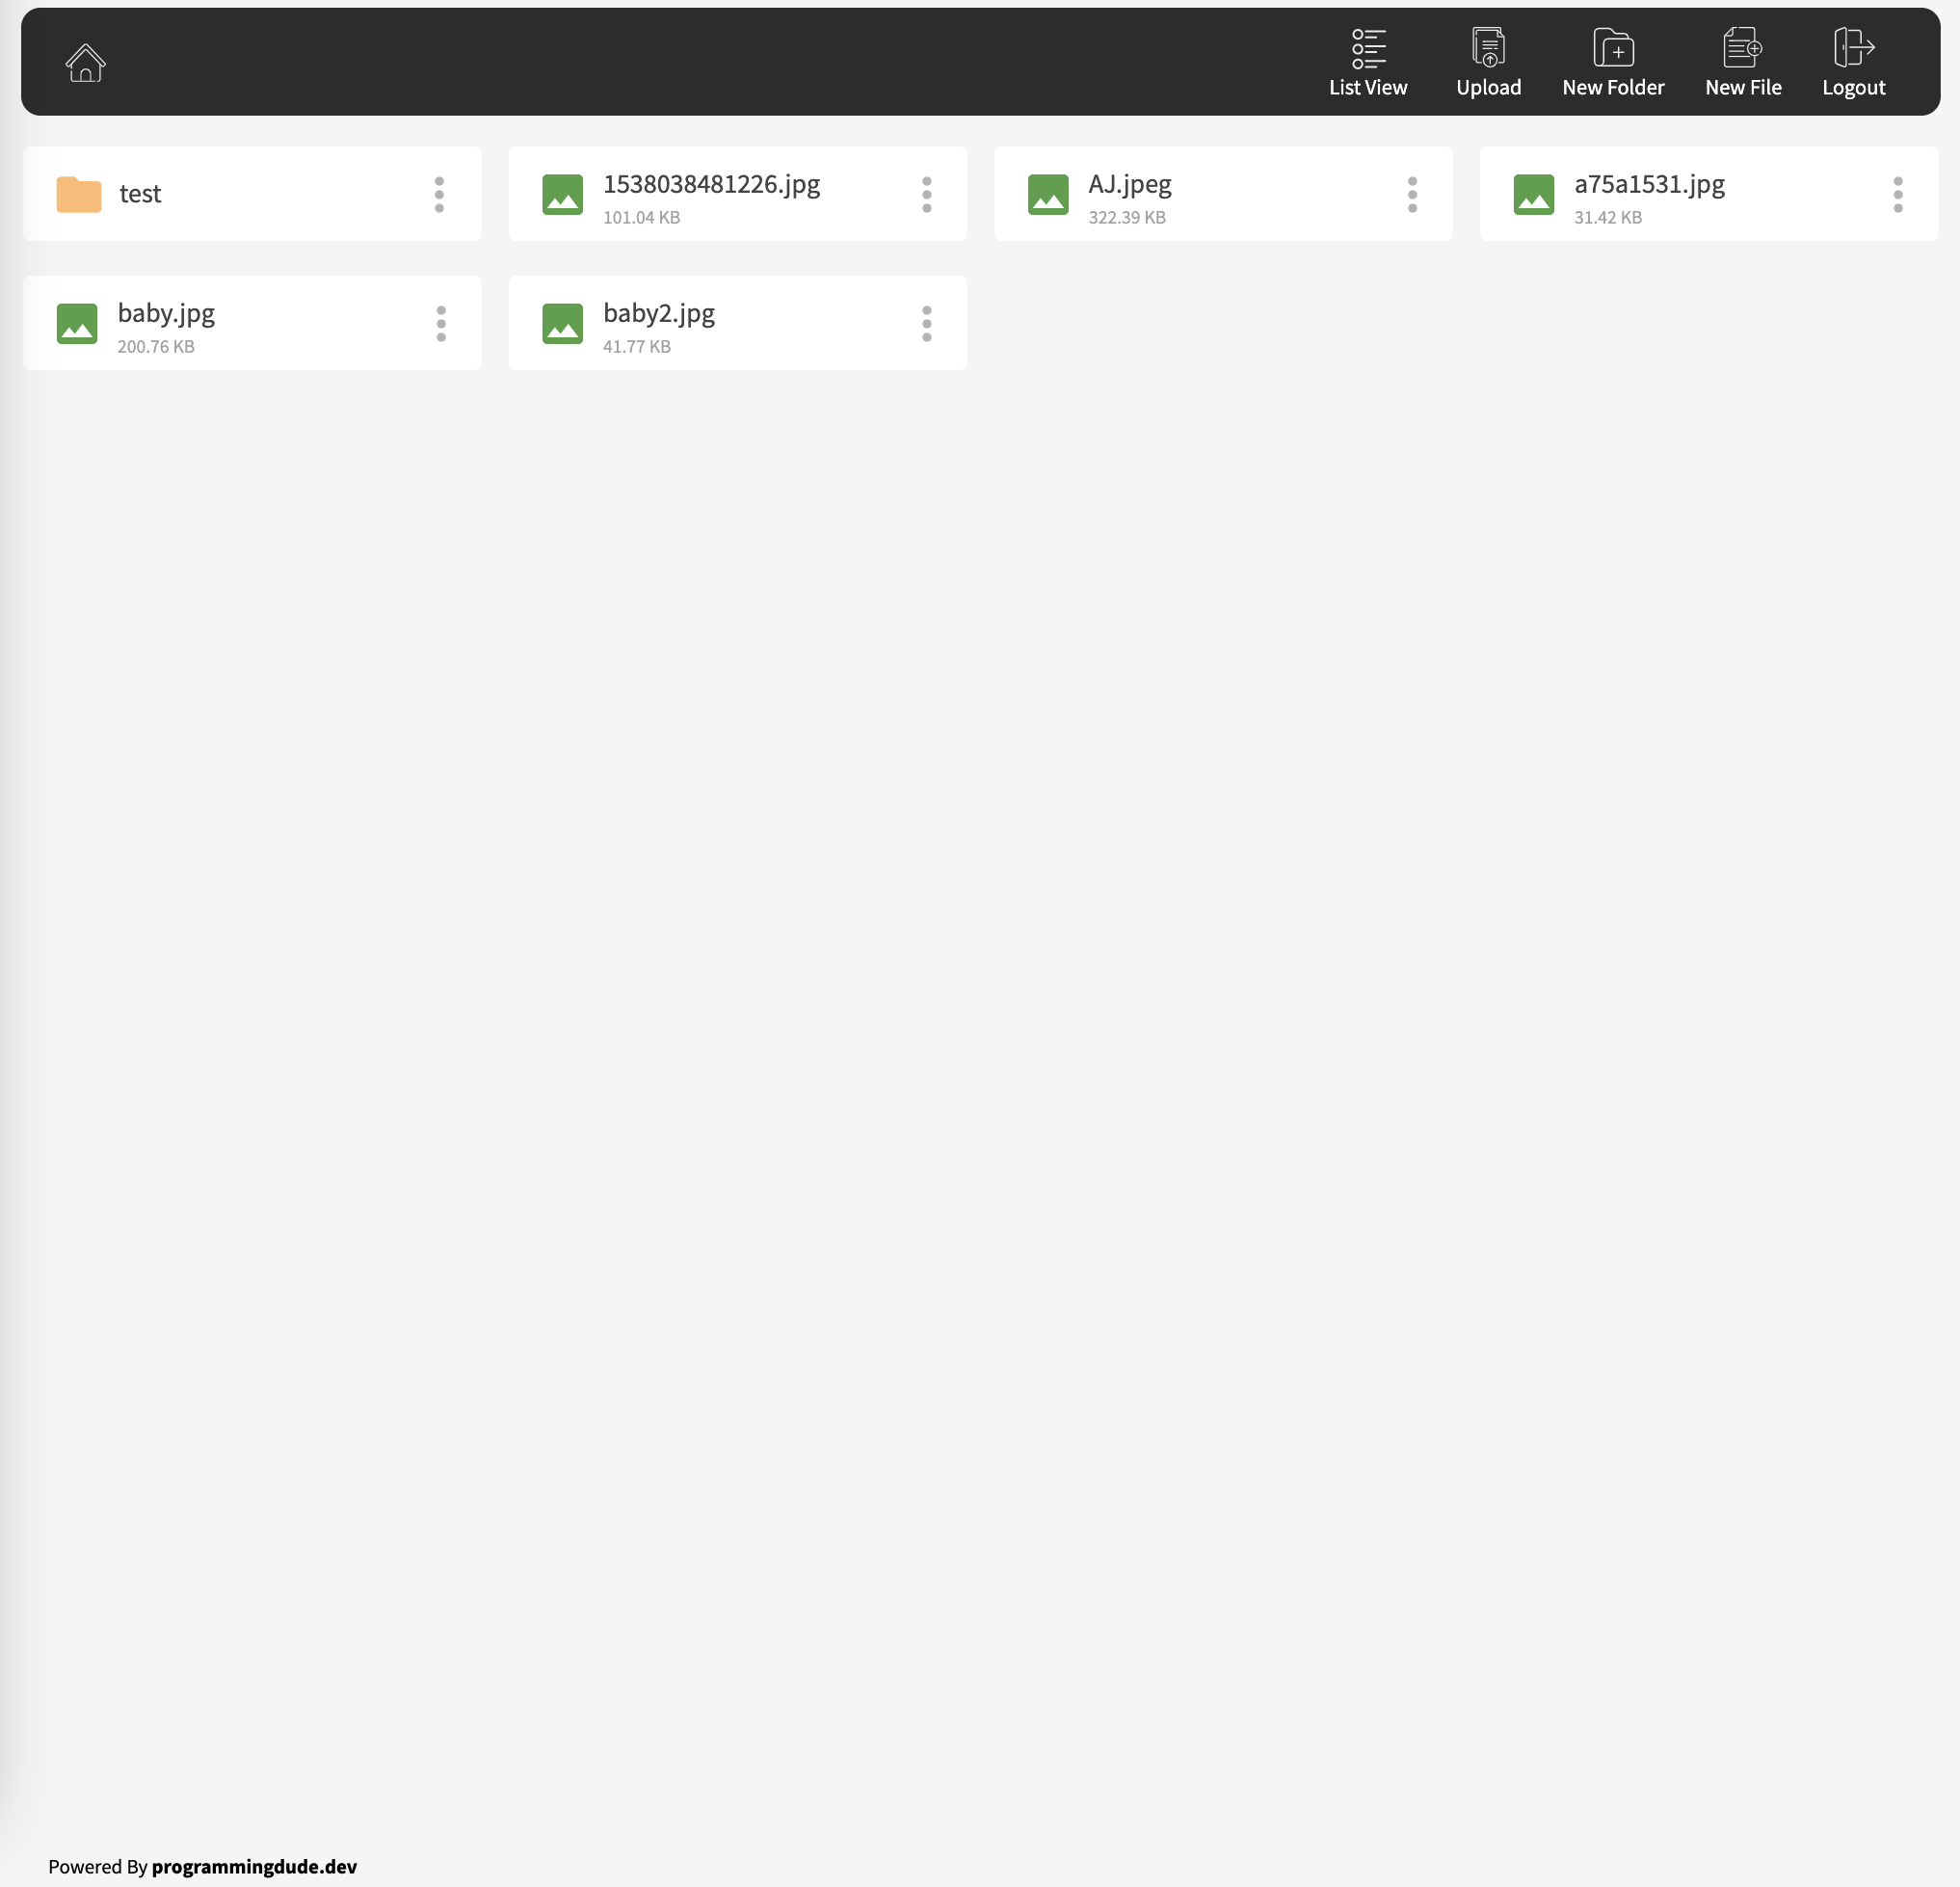 List View
Upload
New Folder
New File
Logout
test
1538038481226.jpg
101.04 KB
AJ.jpeg
322.39 KB
a75a1531.jpg
31.42 KB
baby.jpg
200.76 KB
baby2.jpg
41.77 KB
Powered By programmingdude.dev